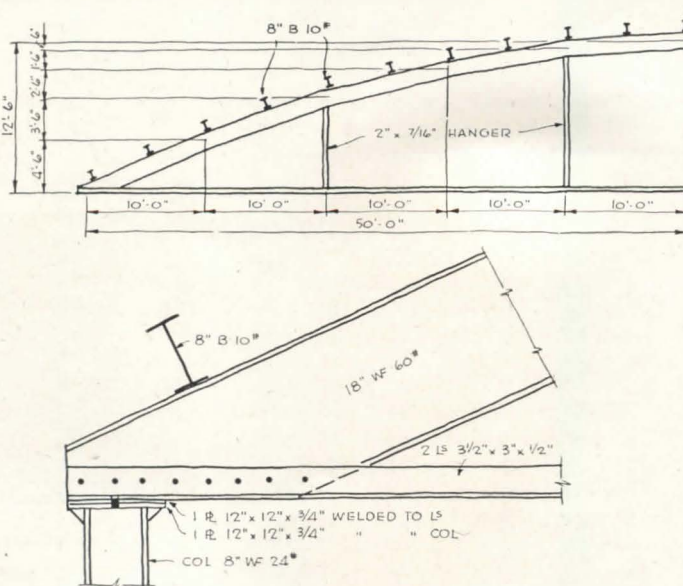 8" B 10#
6"
1'-6"
2'-6"
3'-6"
4'-6"
12'-6"
2" x 7/16" HANGER
10'-0"
10'-0"
10'-0"
10'-0"
10'-0"
50'-0"
8" B 10#
18" WF 60#
2 Ls 3 1/2" x 3" x 1/2"
1 PL 12" x 12" x 3/4" WELDED TO Ls
1 PL 12" x 12" x 3/4" " " COL
COL 8" WF 24#